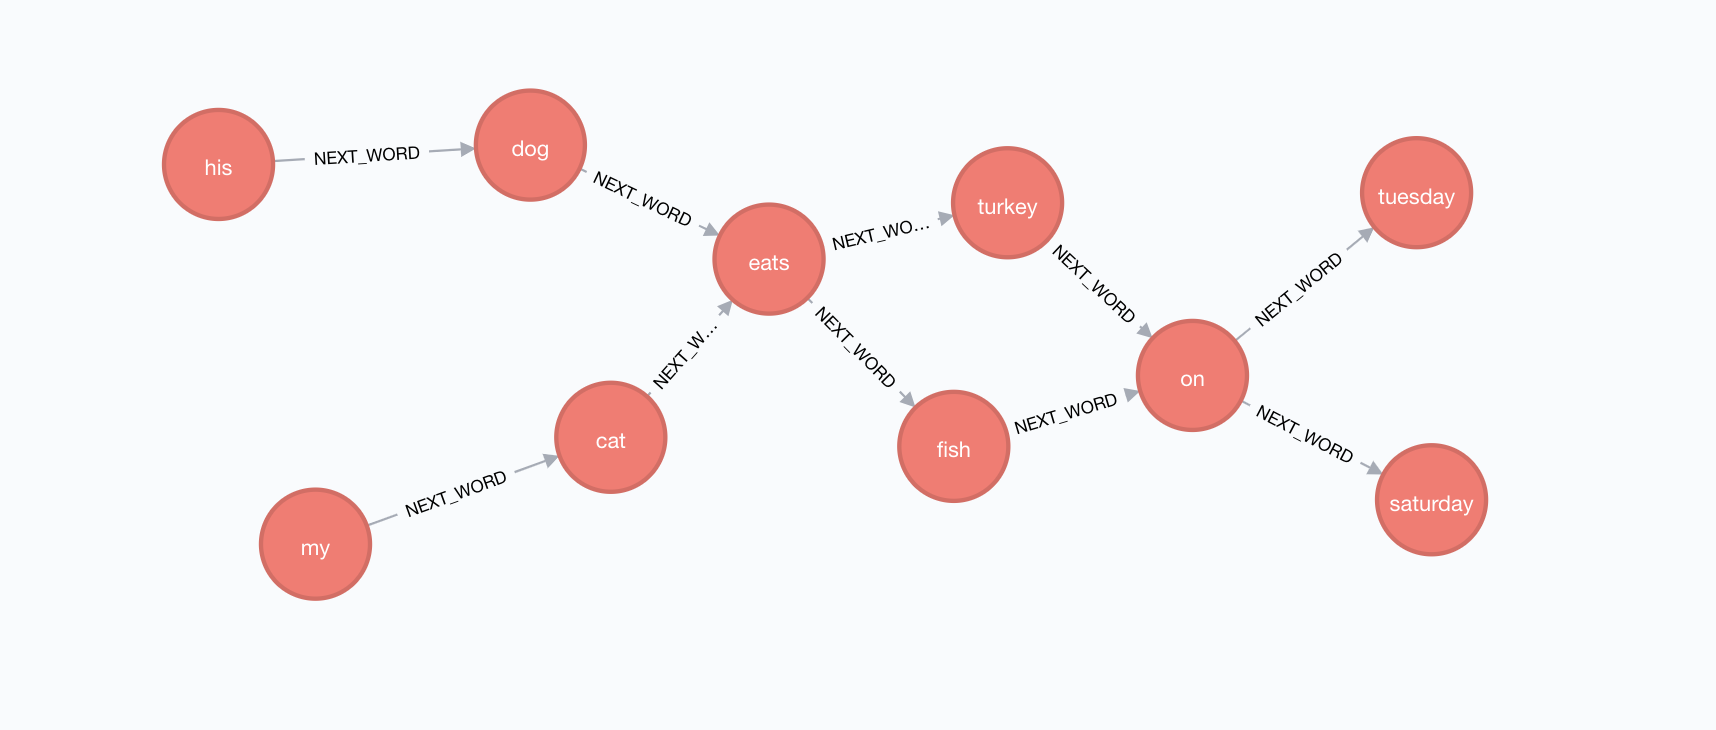 his
NEXT_WORD
dog
NEXT_WORD
eats
NEXT_WO...
turkey
NEXT_WORD
tuesday
NEXT_WORD
my
NEXT_WORD
cat
NEXT_W...
NEXT_WORD
fish
NEXT_WORD
on
NEXT_WORD
saturday